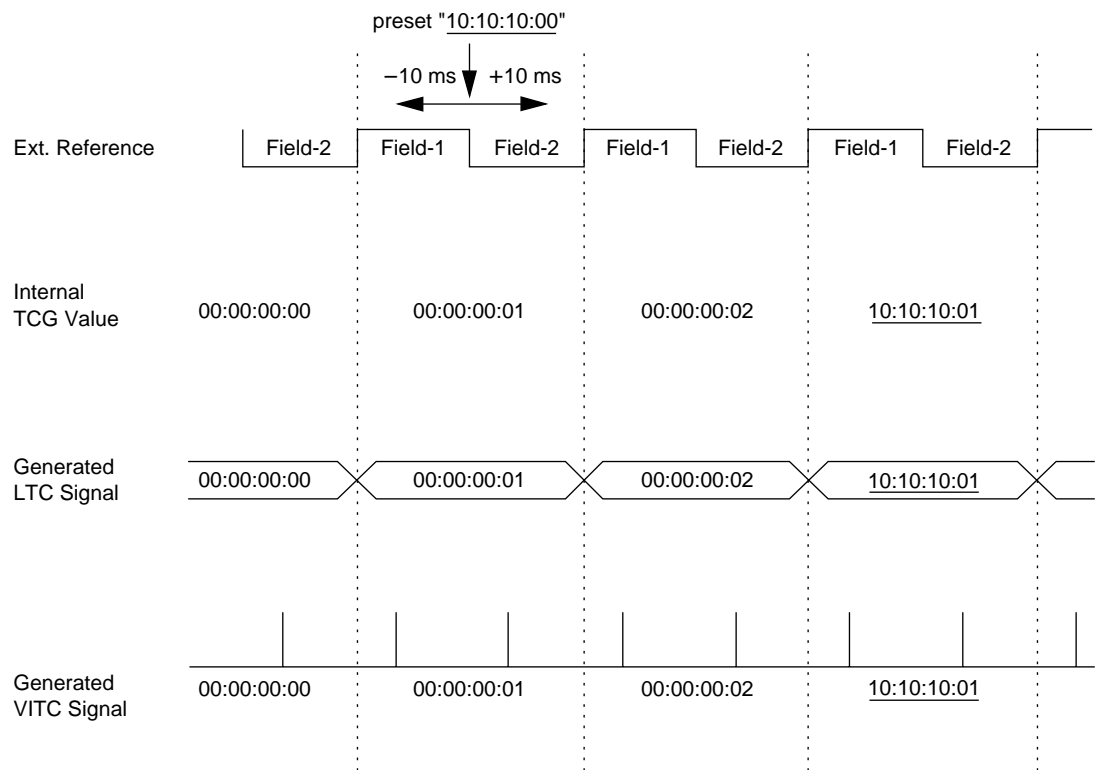 preset "10:10:10:00"
−10 ms +10 ms
Ext. Reference Field-2 Field-1 Field-2 Field-1 Field-2 Field-1 Field-2
Internal
TCG Value 00:00:00:00 00:00:00:01 00:00:00:02 10:10:10:01
Generated
LTC Signal 00:00:00:00 00:00:00:01 00:00:00:02 10:10:10:01
Generated
VITC Signal 00:00:00:00 00:00:00:01 00:00:00:02 10:10:10:01